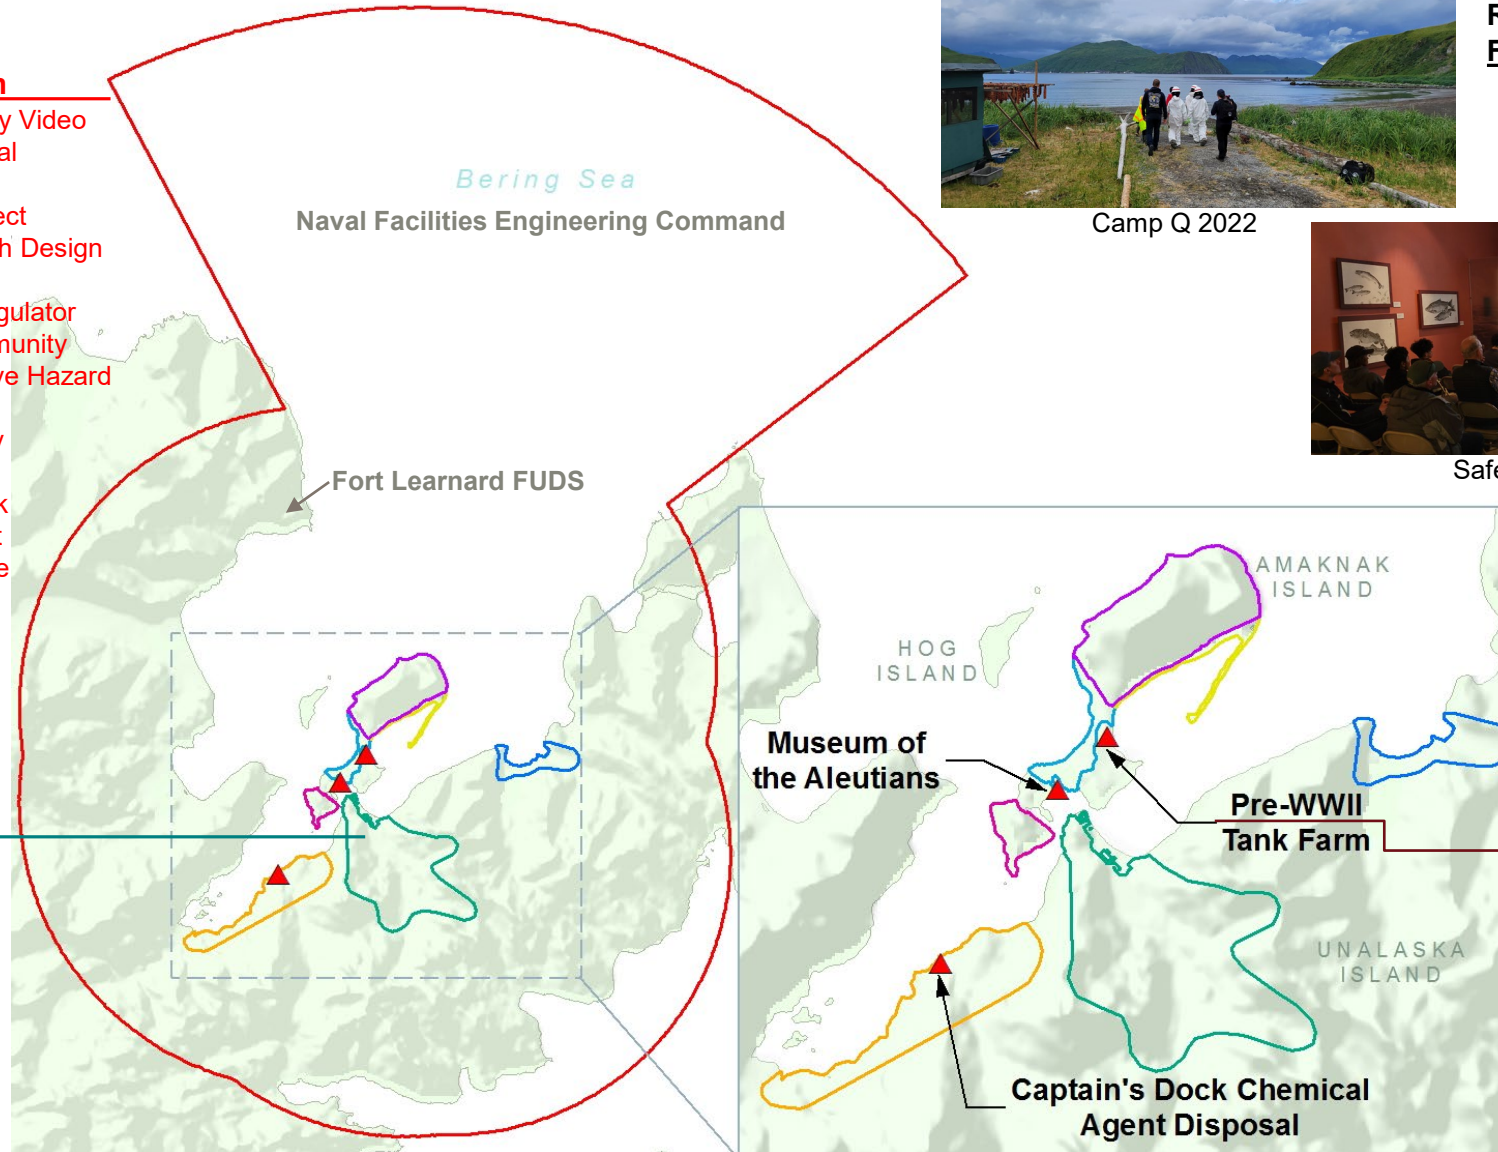 y Video
al
ect
h Design
gulator
munity
ve Hazard
y
k
t
e
Bering Sea
Naval Facilities Engineering Command
Fort Learnard FUDS
Camp Q 2022
R
F
Safe
AMAKNAK
ISLAND
HOG
ISLAND
Museum of
the Aleutians
Pre-WWII
Tank Farm
UNALASKA
ISLAND
Captain's Dock Chemical
Agent Disposal